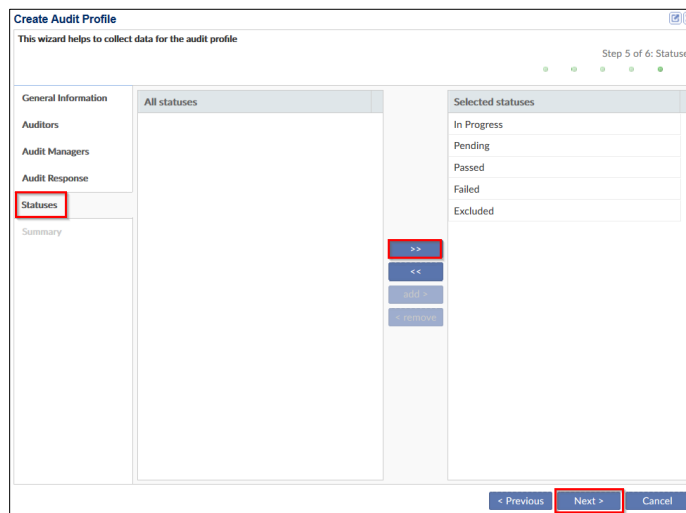 Create Audit Profile
This wizard helps to collect data for the audit profile
Step 5 of 6: Statuse
General Information
Auditors
Audit Managers
Audit Response
Statuses
Summary
All statuses
>>
<<
add >
< remove
Selected statuses
In Progress
Pending
Passed
Failed
Excluded
< Previous
Next >
Cancel